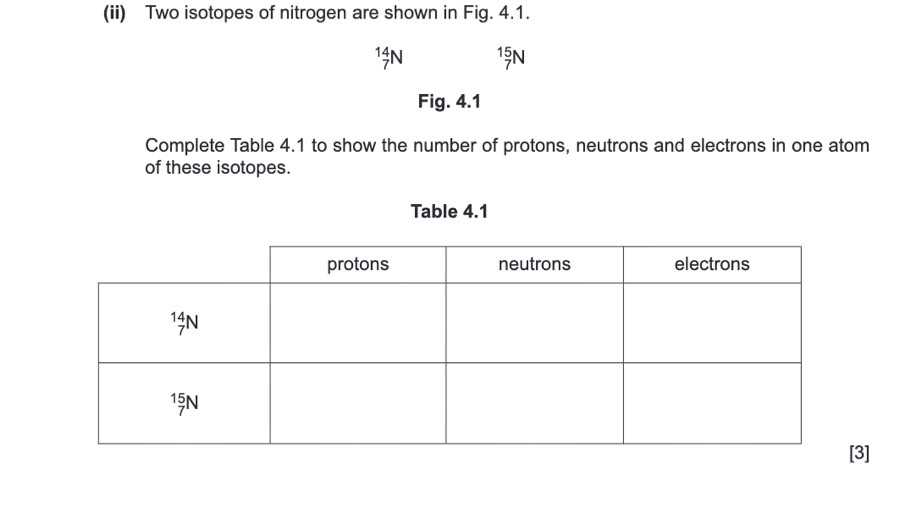 (ii) Two isotopes of nitrogen are shown in Fig. 4.1.
¹⁴₇N ¹⁵₇N
Fig. 4.1
Complete Table 4.1 to show the number of protons, neutrons and electrons in one atom
of these isotopes.
Table 4.1
protons neutrons electrons
¹⁴₇N
¹⁵₇N
[3]